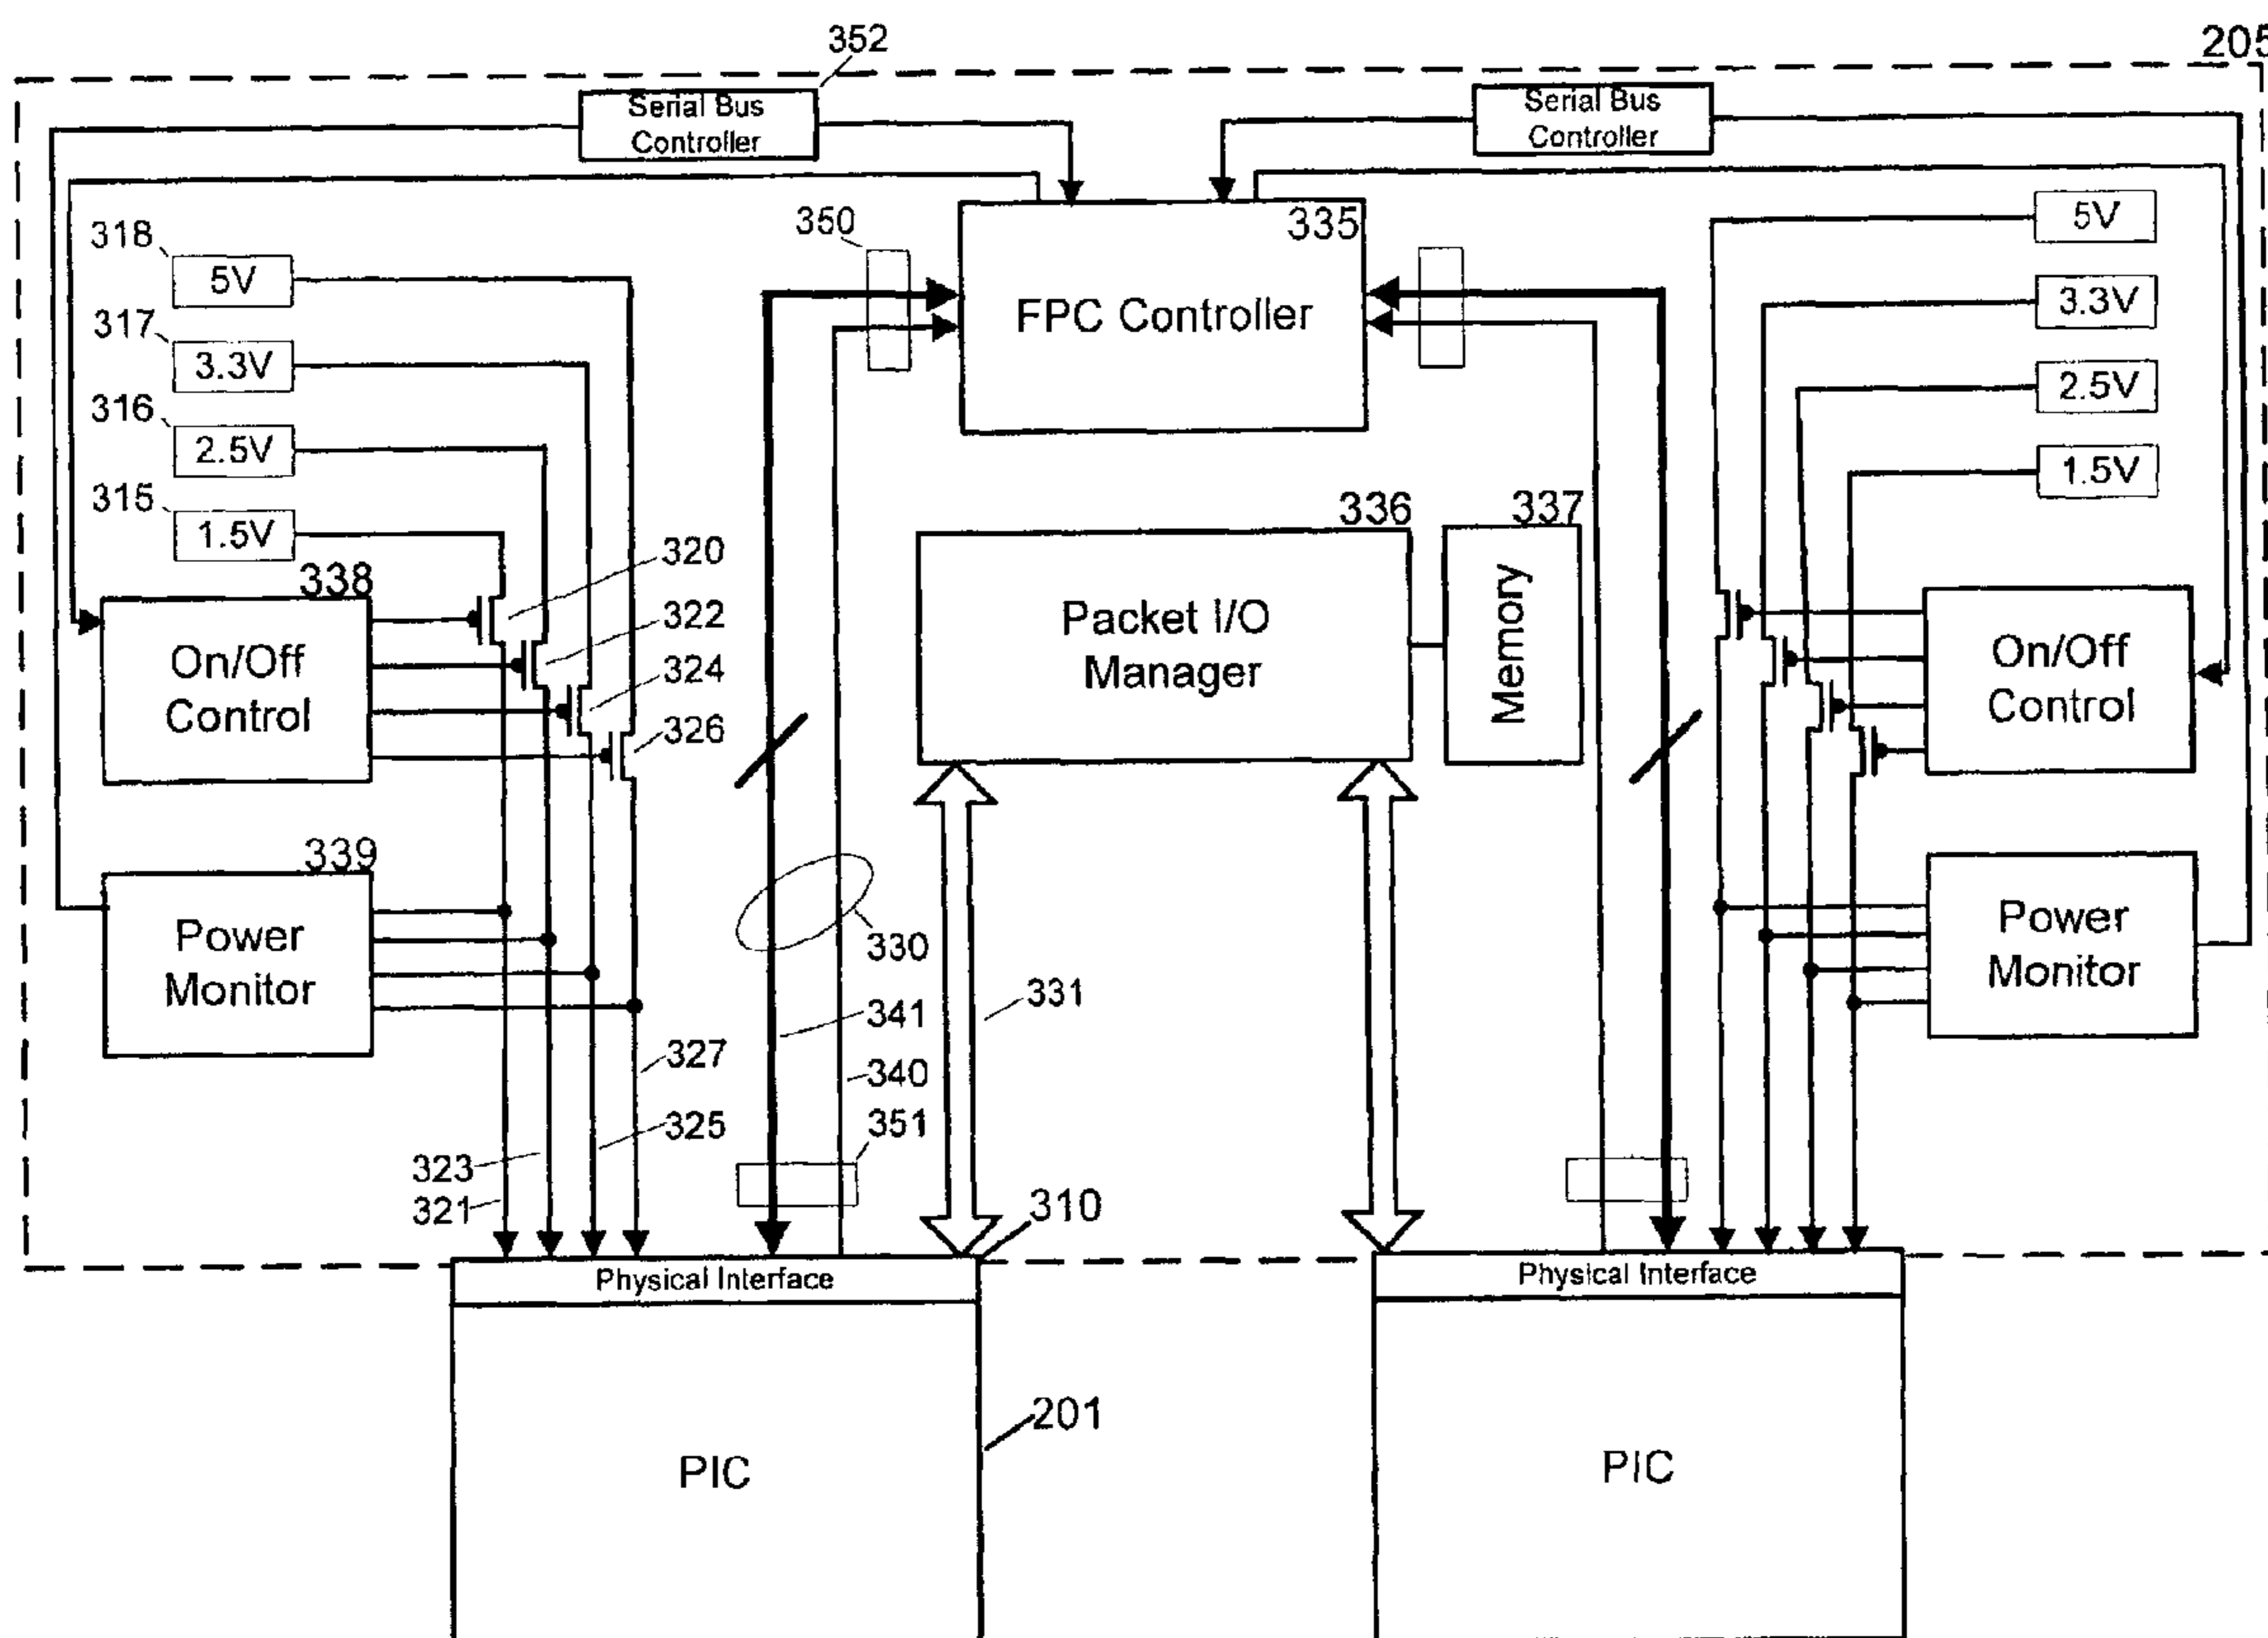 352
205
Serial Bus
Controller
Serial Bus
Controller
318
5V
350
335
FPC Controller
5V
317
3.3V
3.3V
316
2.5V
2.5V
315
1.5V
1.5V
336
337
Packet I/O
Manager
Memory
338
On/Off
Control
320
322
324
326
On/Off
Control
339
Power
Monitor
330
331
341
Power
Monitor
327
340
325
351
323
321
310
Physical Interface
Physical Interface
201
PIC
PIC